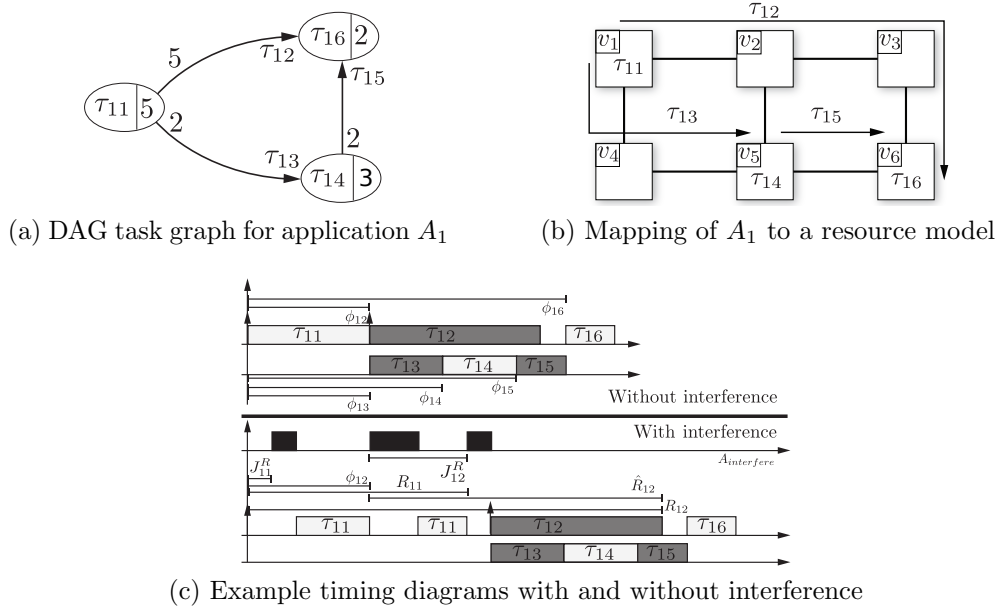 τ16 2
τ12
5
τ15
τ11 5
2
2
τ13
τ14 3
(a) DAG task graph for application A1
τ12
v1 v2 v3
τ11
τ13 τ15
v4 v5 v6
τ14 τ16
(b) Mapping of A1 to a resource model
ϕ16
ϕ12
τ11 τ12 τ16
τ13 τ14 τ15
ϕ15
ϕ14
ϕ13
Without interference
With interference
A_interfere
J^R_11 J^R_12
ϕ12 R11 R̂12
R12
τ11 τ11 τ12 τ16
τ13 τ14 τ15
(c) Example timing diagrams with and without interference